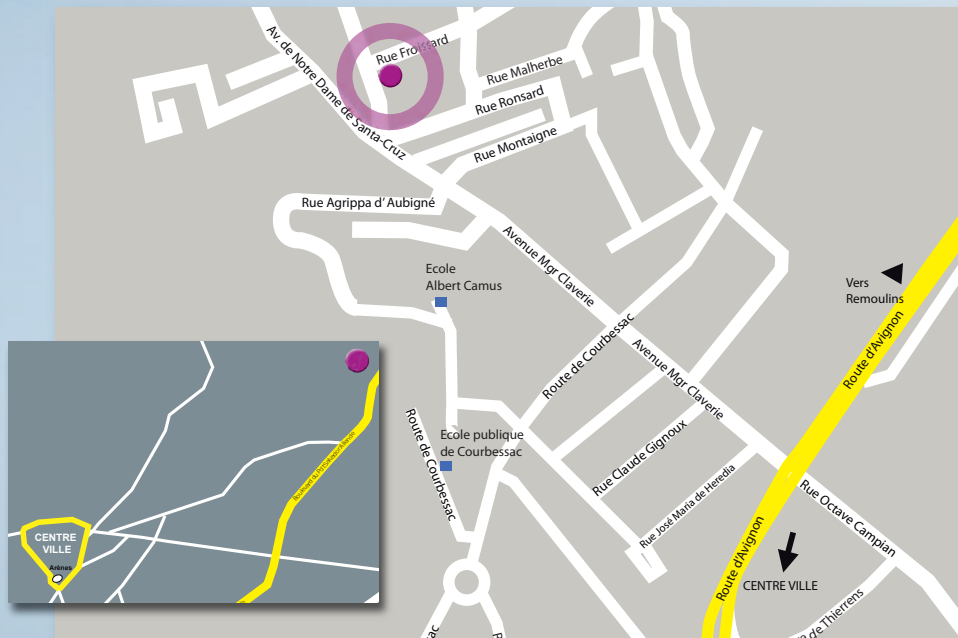 Rue Froissard
Av. de Notre Dame de Santa-Cruz
Rue Malherbe
Rue Ronsard
Rue Montaigne
Rue Agrippa d'Aubigné
Avenue Mgr Claverie
Ecole
Albert Camus
Vers
Remoulins
Route d'Avignon
Route de Courbessac
Avenue Mgr Claverie
Route de Courbessac
Ecole publique
de Courbessac
Rue Claude Gignoux
Rue José Maria de Heredia
Rue Octave Campian
Route d'Avignon
CENTRE VILLE
de Thierrens
CENTRE
VILLE
Arènes